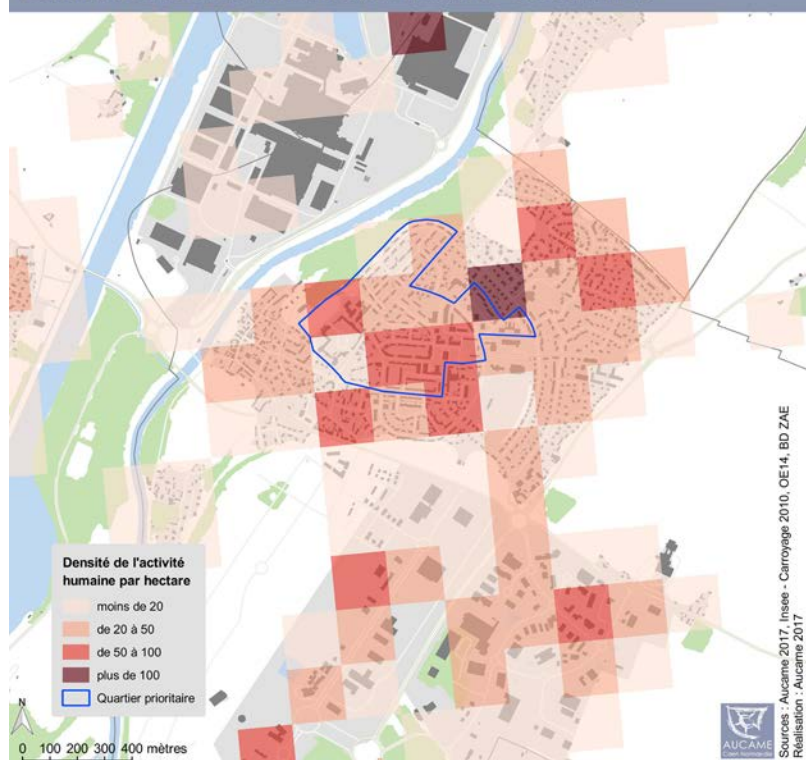 Densité de l'activité
humaine par hectare
moins de 20
de 20 à 50
de 50 à 100
plus de 100
Quartier prioritaire
N
0 100 200 300 400 mètres
AUCAME
Caen Normandie
Sources : Aucame 2017, Insee - Carroyage 2010, OE14, BD ZAE
Réalisation : Aucame 2017